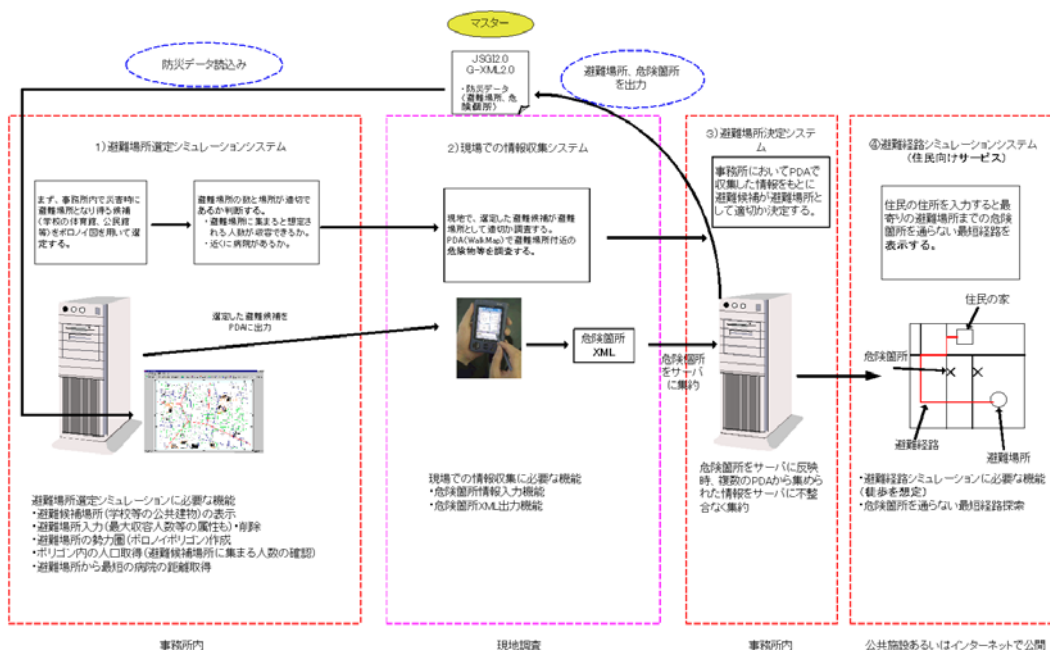 マスター
防災データ読込み
JSGI2.0
G-XML2.0
・防災データ
(避難場所、危
険個所)
避難場所、危険箇所
を出力
1)避難場所選定シミュレーションシステム
まず、事務所内で災害時に
避難場所となり得る候補
(学校の体育館、公民館
等)をボロノイ図を用いて選
定する。
避難場所の数と場所が適切で
あるか判断する。
・避難場所に集まると想定さ
れる人数が収容できるか。
・近くに病院があるか。
選定した避難候補を
PDAに出力
避難場所選定シミュレーションに必要な機能
・避難候補場所(学校等の公共建物)の表示
・避難場所入力(最大収容人数等の属性も)・削除
・避難場所の勢力圏(ボロノイポリゴン)作成
・ポリゴン内の人口取得(避難候補場所に集まる人数の確認)
・避難場所から最短の病院の距離取得
事務所内
2)現場での情報収集システム
現地で、選定した避難候補が避難
場所として適切か調査する。
PDA(WalkMap)で避難場所付近の
危険物等を調査する。
危険箇所
XML
危険箇所
をサーバ
に集約
現場での情報収集に必要な機能
・危険箇所情報入力機能
・危険箇所XML出力機能
現地調査
3)避難場所決定システ
ム
事務所においてPDAで
収集した情報をもとに
避難候補が避難場所と
して適切か決定する。
危険箇所をサーバに反映
時、複数のPDAから集めら
れた情報をサーバに不整
合なく集約
事務所内
④避難経路シミュレーションシステム
(住民向けサービス)
住民の住所を入力すると最
寄りの避難場所までの危険
箇所を通らない最短経路を
表示する。
住民の家
危険箇所
避難経路
避難場所
・避難経路シミュレーションに必要な機能
(徒歩を想定)
・危険箇所を通らない最短経路探索
公共施設あるいはインターネットで公開